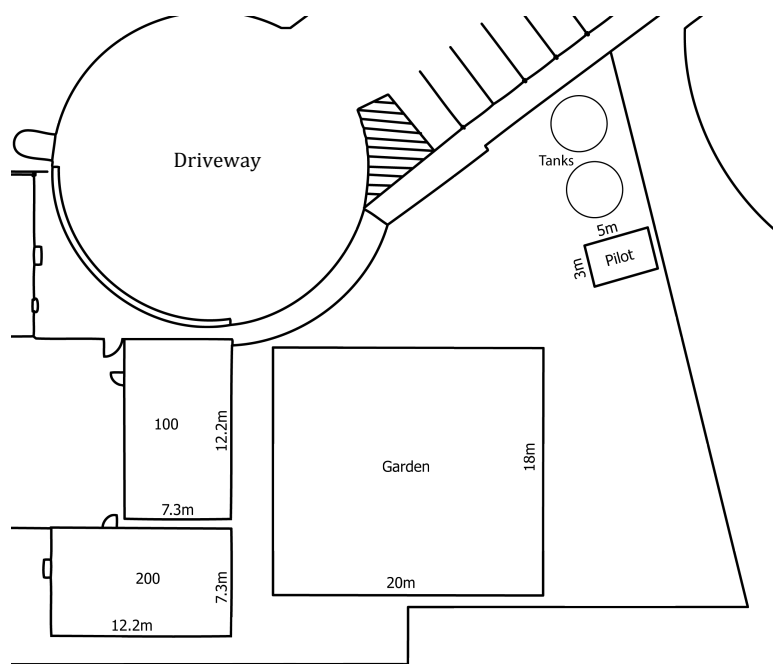 Driveway
Tanks
5m
3m
Pilot
100
12.2m
7.3m
Garden
18m
20m
200
7.3m
12.2m